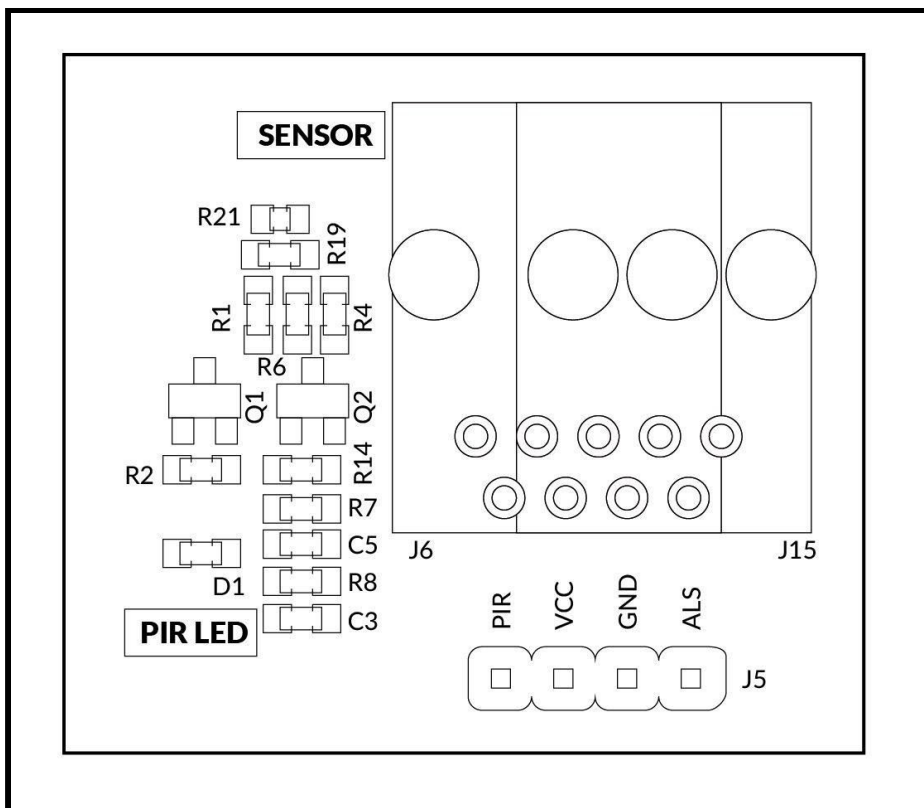 SENSOR
R21
R19
R1
R4
R6
Q1
Q2
R2
R14
R7
C5
J6
J15
D1
R8
C3
PIR LED
PIR
VCC
GND
ALS
J5